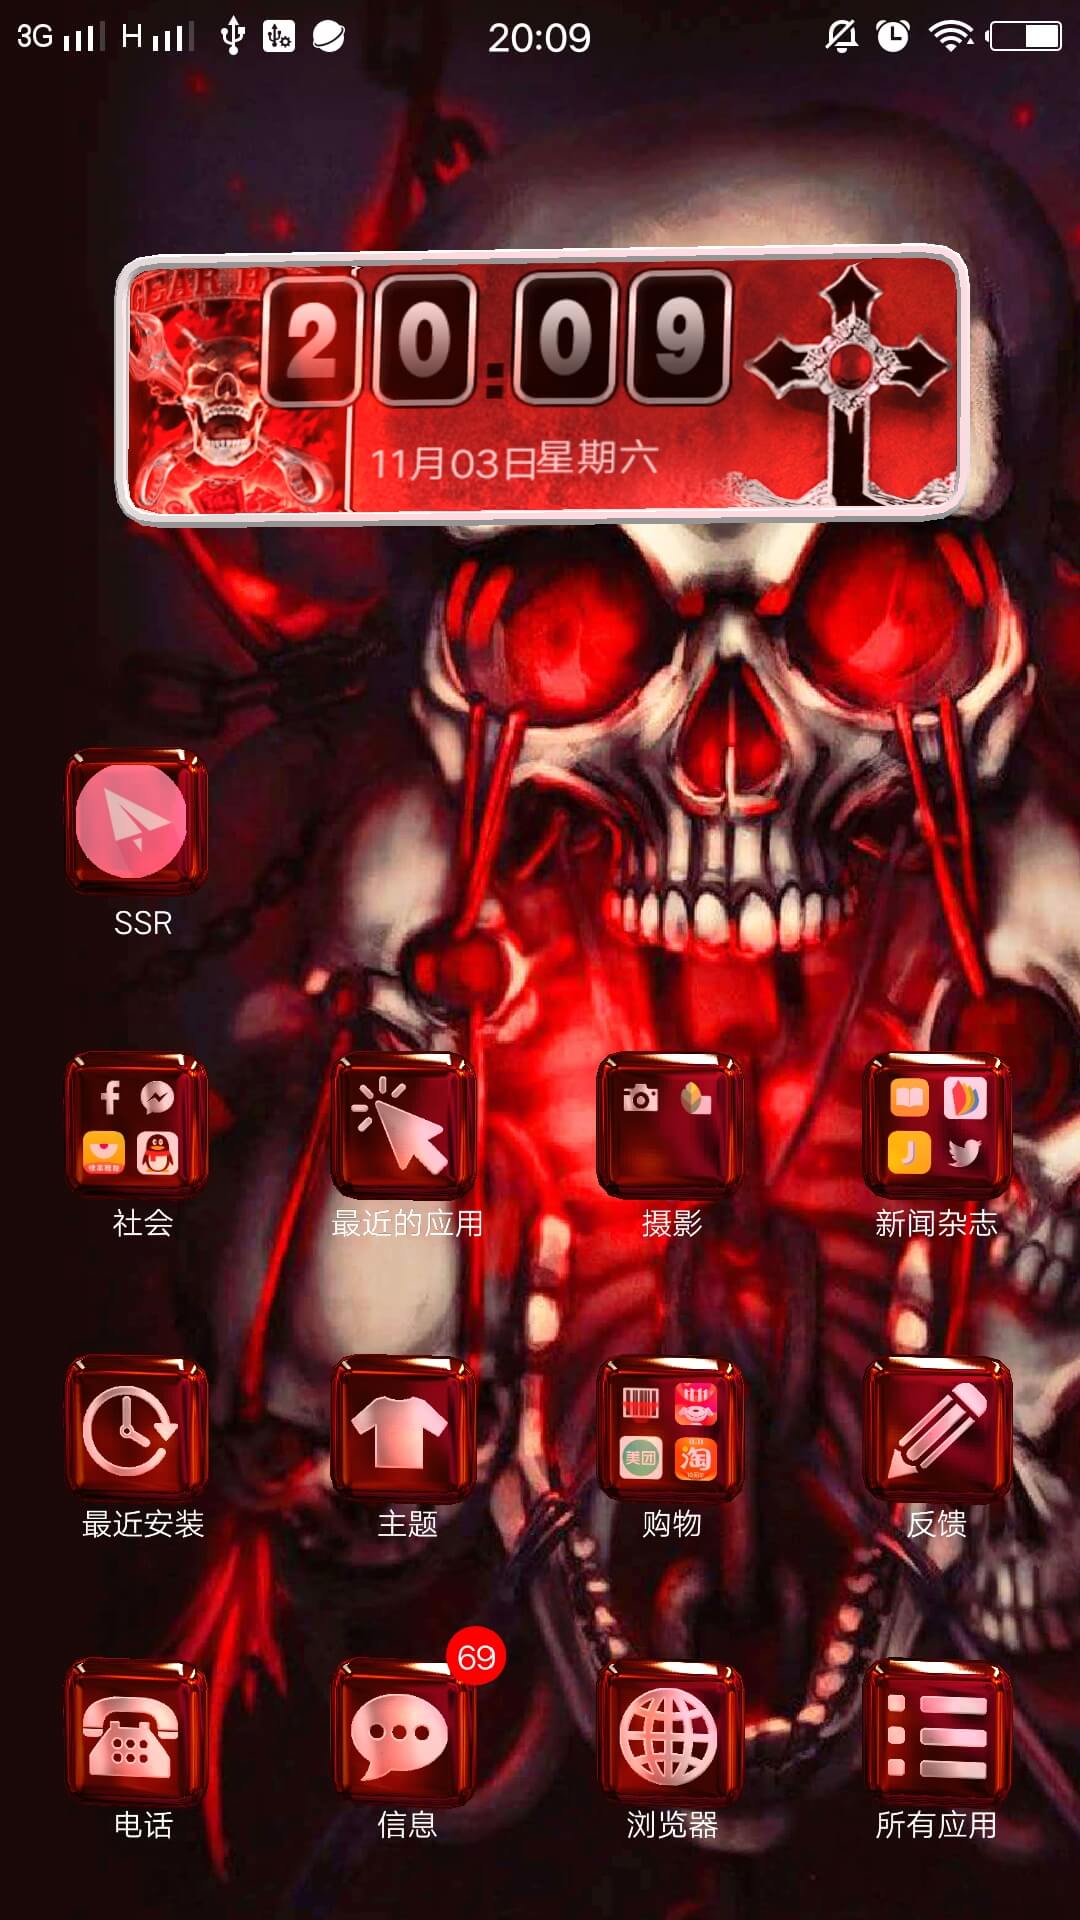 3G H 20:09
GEAR
20:09
11月03日星期六
SSR
社会 最近的应用 摄影 新闻杂志
美团 淘
最近安装 主题 购物 反馈
69
电话 信息 浏览器 所有应用